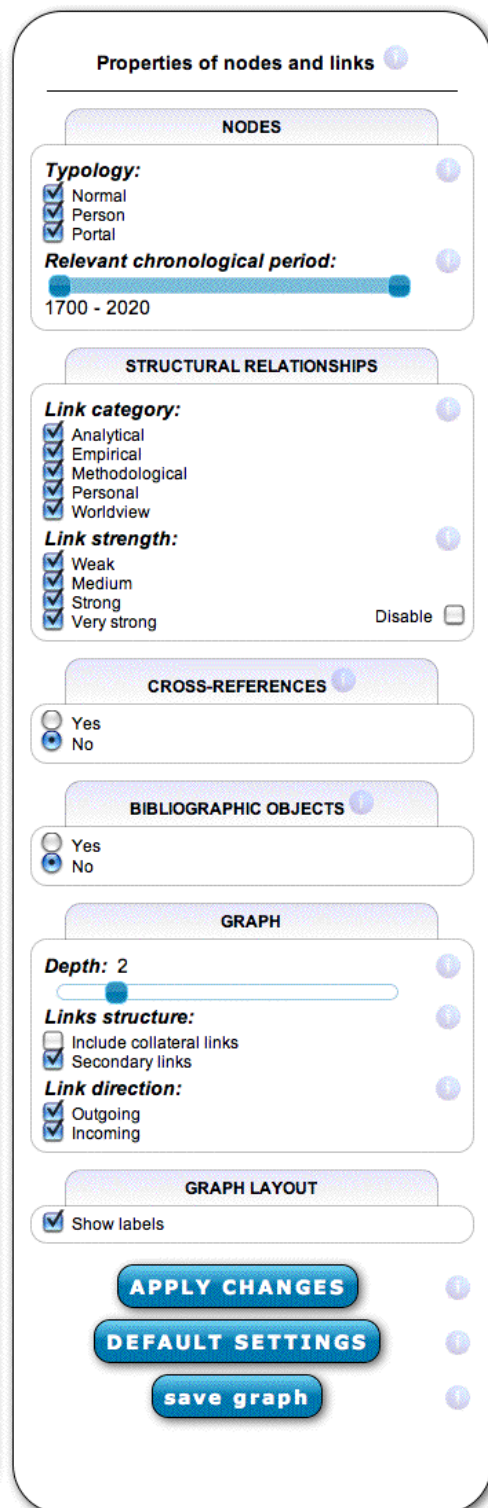 Properties of nodes and links
NODES
Typology:
Normal
Person
Portal
Relevant chronological period:
1700 - 2020
STRUCTURAL RELATIONSHIPS
Link category:
Analytical
Empirical
Methodological
Personal
Worldview
Link strength:
Weak
Medium
Strong
Very strong
Disable
CROSS-REFERENCES
Yes
No
BIBLIOGRAPHIC OBJECTS
Yes
No
GRAPH
Depth: 2
Links structure:
Include collateral links
Secondary links
Link direction:
Outgoing
Incoming
GRAPH LAYOUT
Show labels
APPLY CHANGES
DEFAULT SETTINGS
save graph